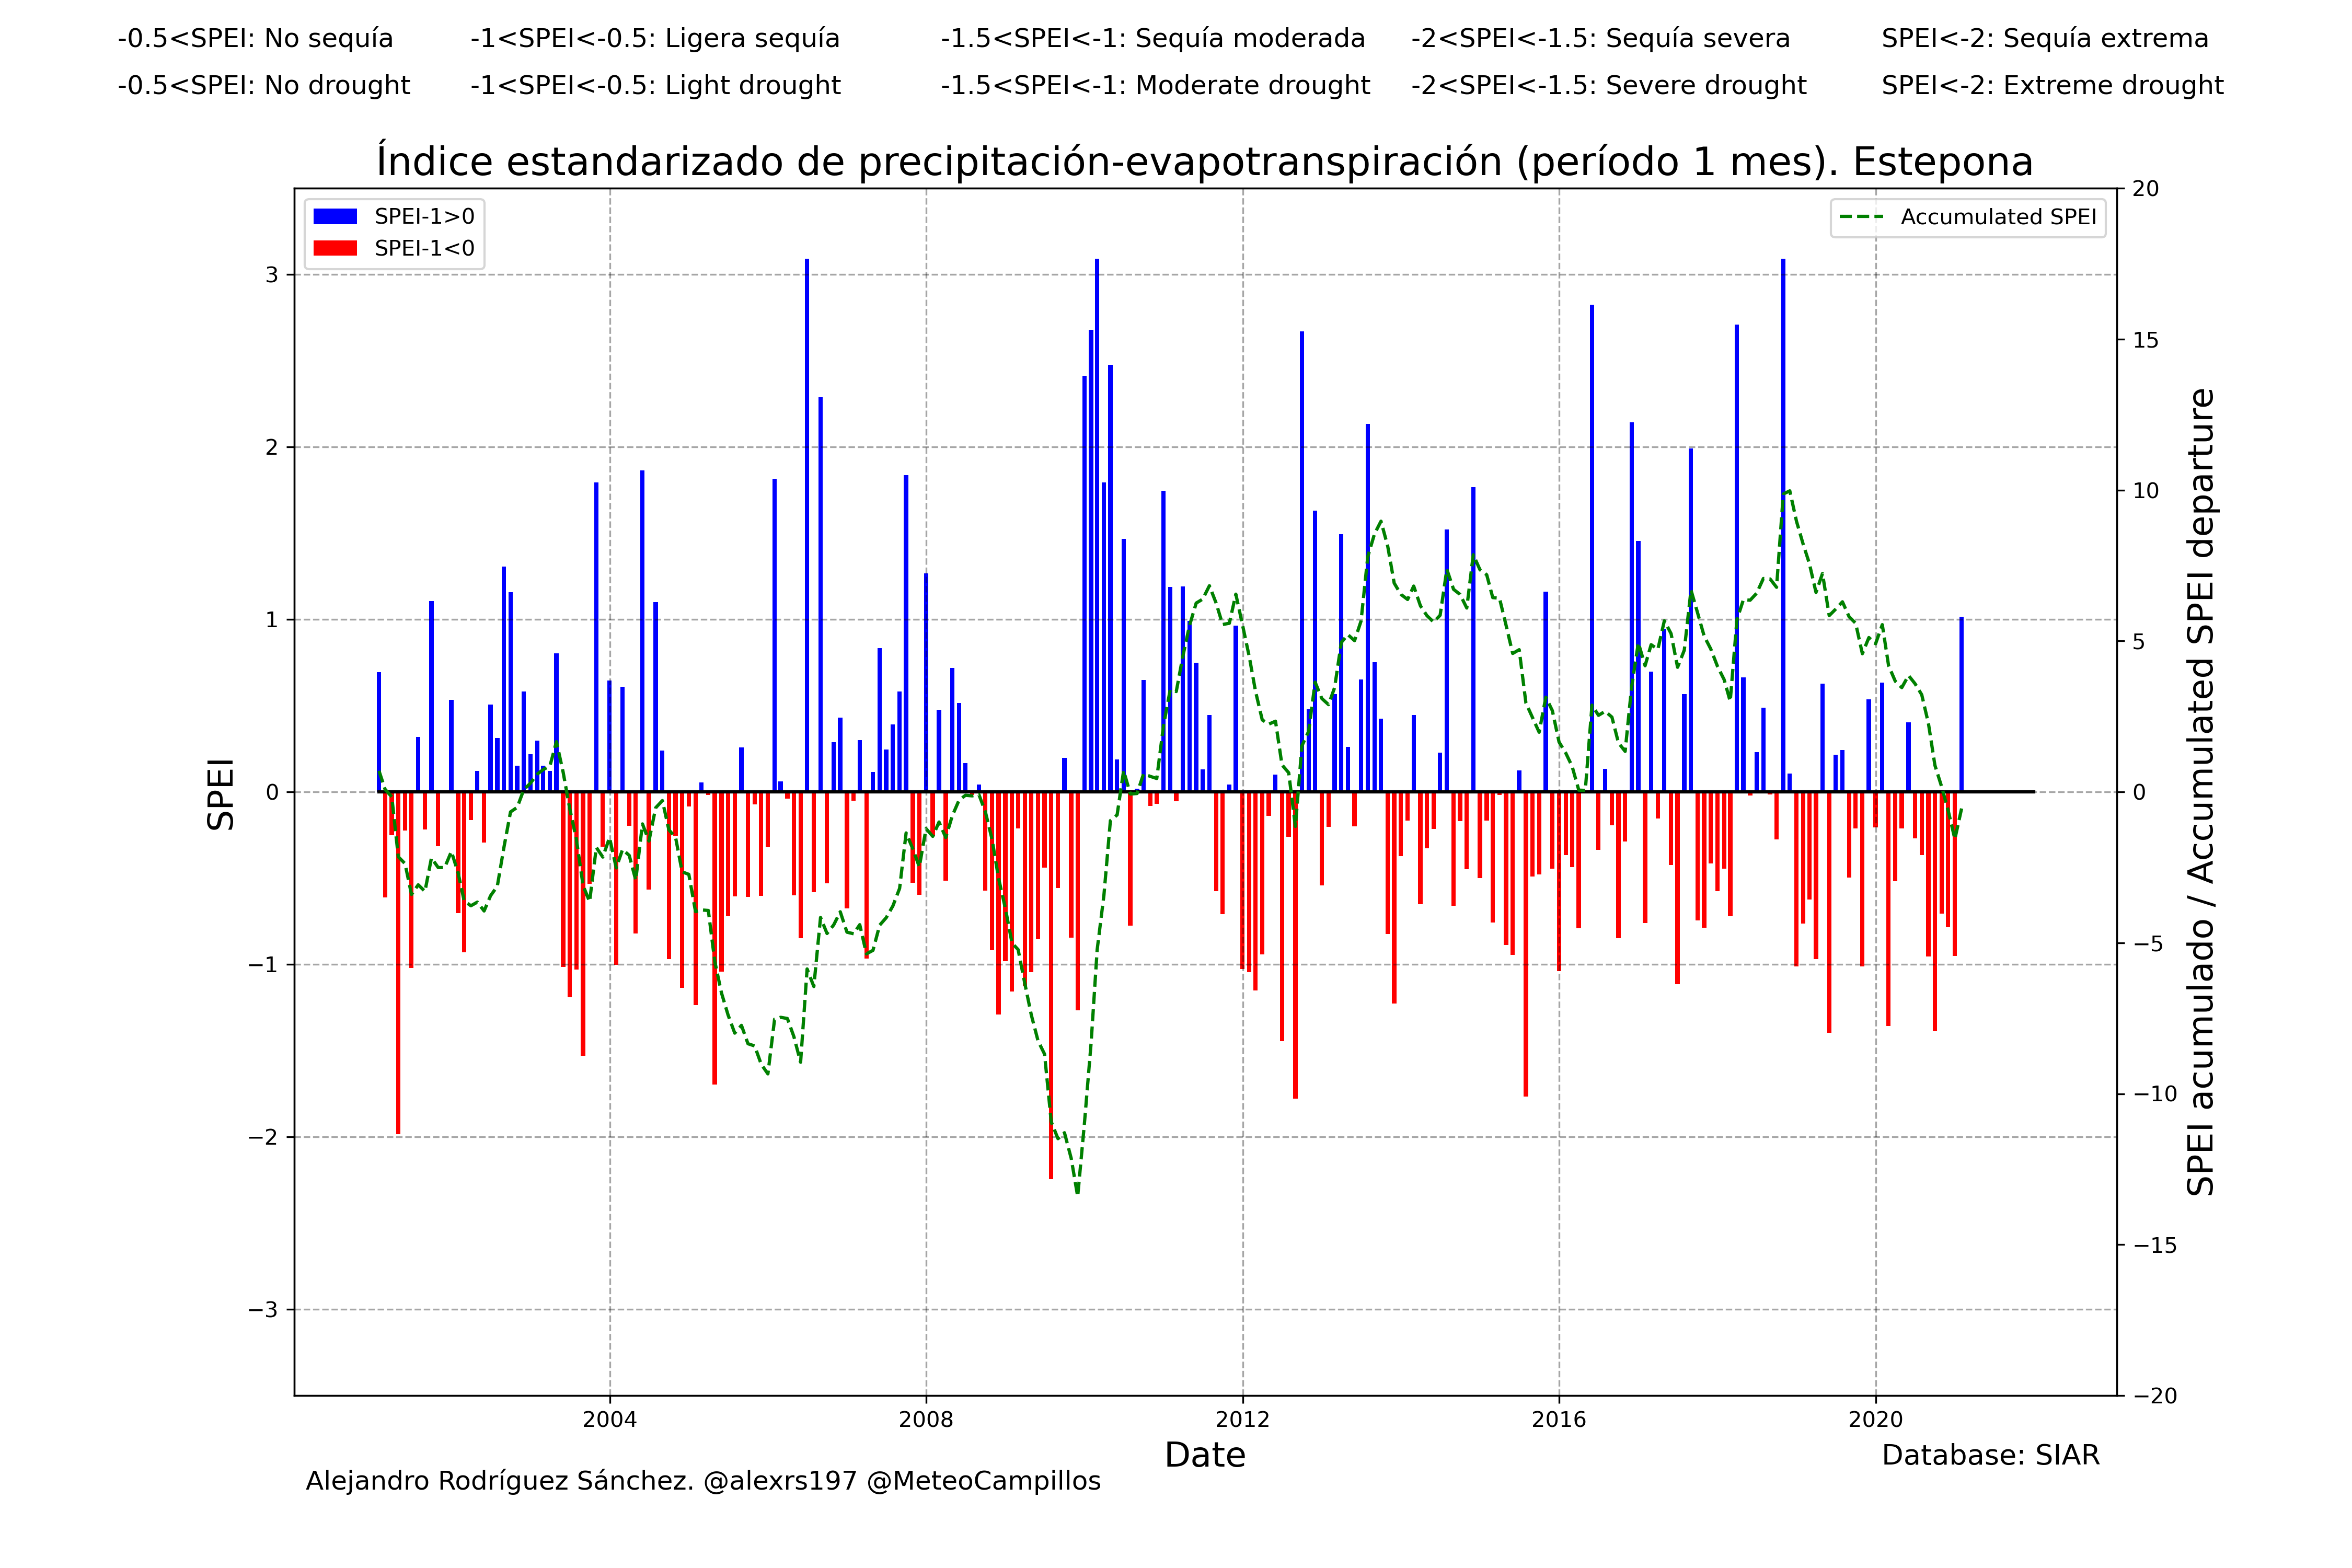 -0.5<SPEI: No sequía -1<SPEI<-0.5: Ligera sequía -1.5<SPEI<-1: Sequía moderada -2<SPEI<-1.5: Sequía severa SPEI<-2: Sequía extrema
-0.5<SPEI: No drought -1<SPEI<-0.5: Light drought -1.5<SPEI<-1: Moderate drought -2<SPEI<-1.5: Severe drought SPEI<-2: Extreme drought
Índice estandarizado de precipitación-evapotranspiración (período 1 mes). Estepona
SPEI-1>0
SPEI-1<0
Accumulated SPEI
SPEI
3
2
1
0
−1
−2
−3
20
15
10
5
0
−5
−10
−15
−20
SPEI acumulado / Accumulated SPEI departure
2004 2008 2012 2016 2020
Date
Database: SIAR
Alejandro Rodríguez Sánchez. @alexrs197 @MeteoCampillos